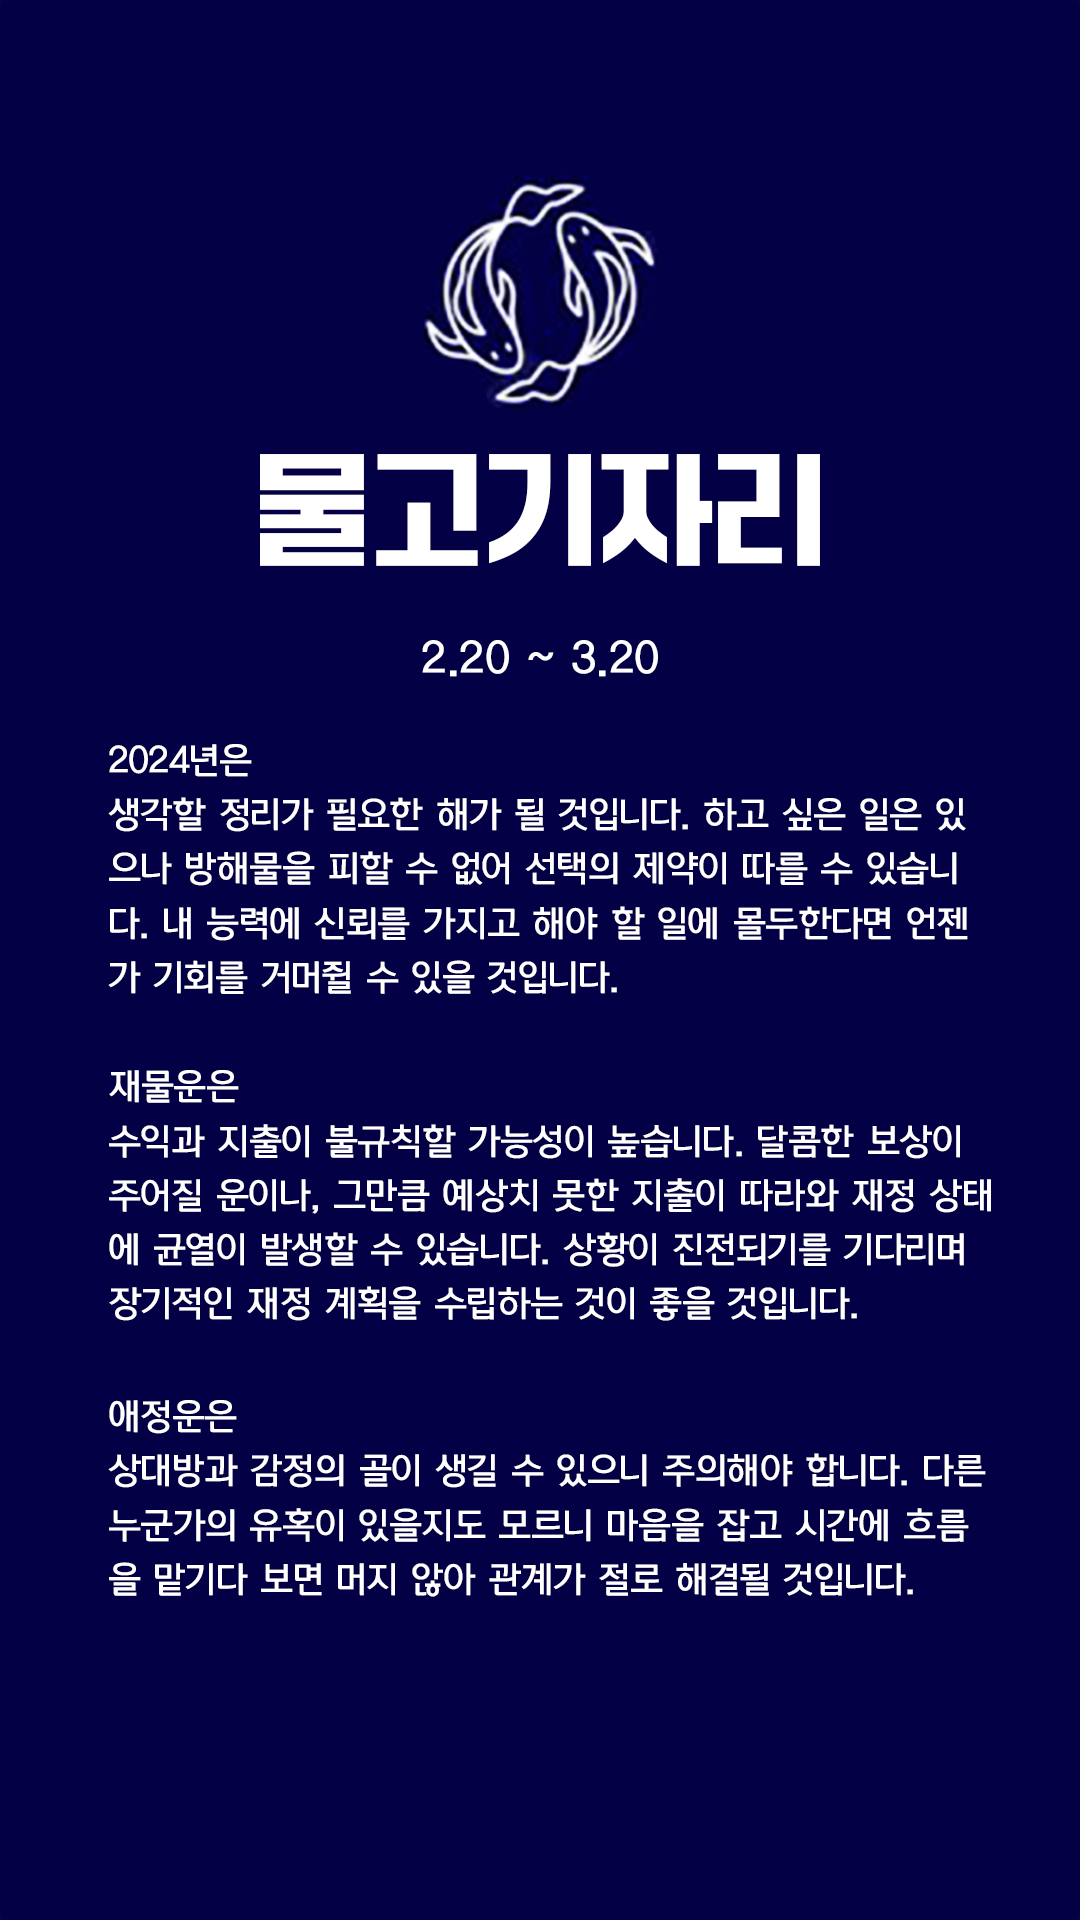 물고기자리
2.20 ~ 3.20
2024년은
생각할 정리가 필요한 해가 될 것입니다. 하고 싶은 일은 있
으나 방해물을 피할 수 없어 선택의 제약이 따를 수 있습니
다. 내 능력에 신뢰를 가지고 해야 할 일에 몰두한다면 언젠
가 기회를 거머쥘 수 있을 것입니다.
재물운은
수익과 지출이 불규칙할 가능성이 높습니다. 달콤한 보상이
주어질 운이나, 그만큼 예상치 못한 지출이 따라와 재정 상태
에 균열이 발생할 수 있습니다. 상황이 진전되기를 기다리며
장기적인 재정 계획을 수립하는 것이 좋을 것입니다.
애정운은
상대방과 감정의 골이 생길 수 있으니 주의해야 합니다. 다른
누군가의 유혹이 있을지도 모르니 마음을 잡고 시간에 흐름
을 맡기다 보면 머지 않아 관계가 절로 해결될 것입니다.